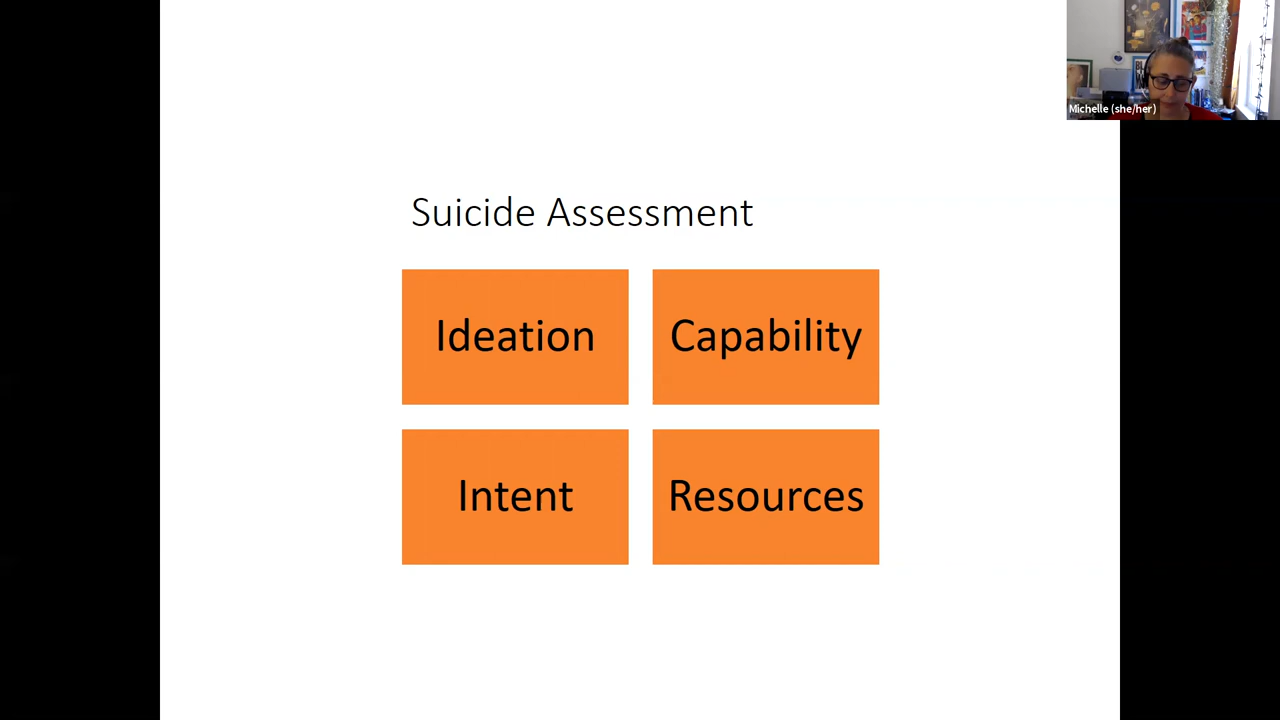 Michelle (she/her)
Suicide Assessment
Ideation
Capability
Intent
Resources